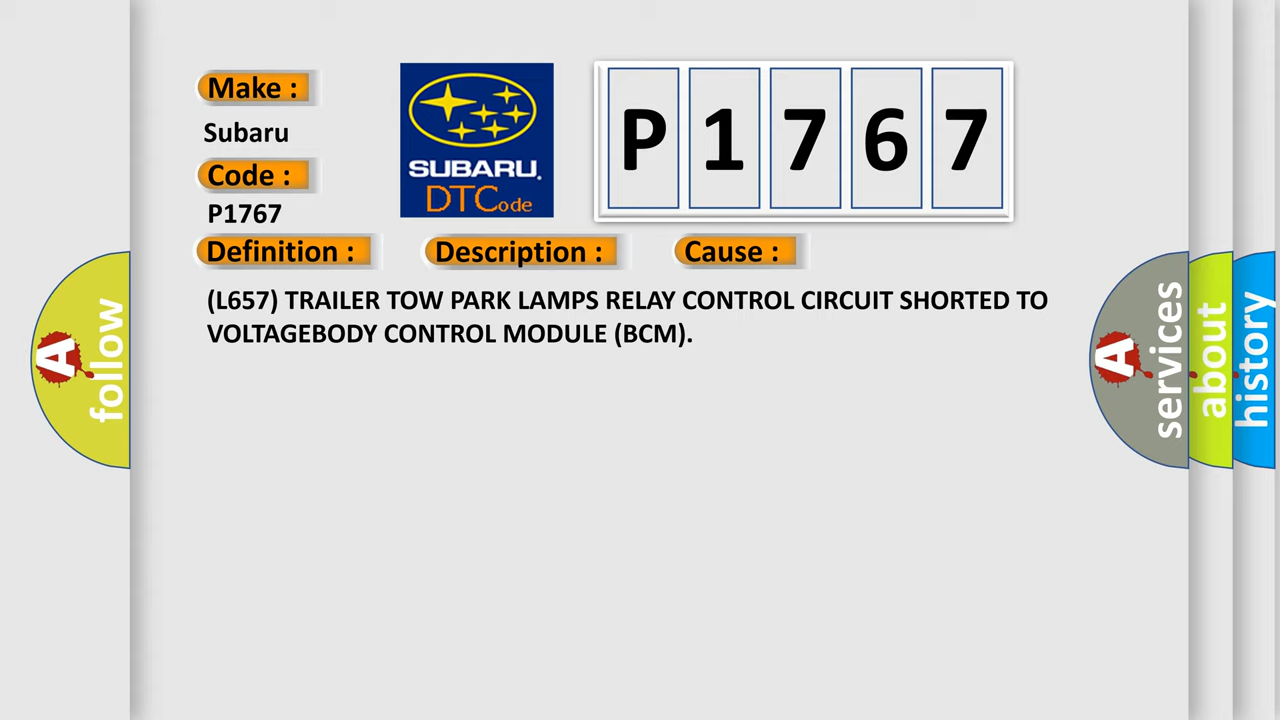 Make :
Subaru
Code :
P1767
SUBARU.
DTCode
P 1 7 6 7
Definition :
Description :
Cause :
(L657) TRAILER TOW PARK LAMPS RELAY CONTROL CIRCUIT SHORTED TO
VOLTAGEBODY CONTROL MODULE (BCM).
A follow
A services
about
history